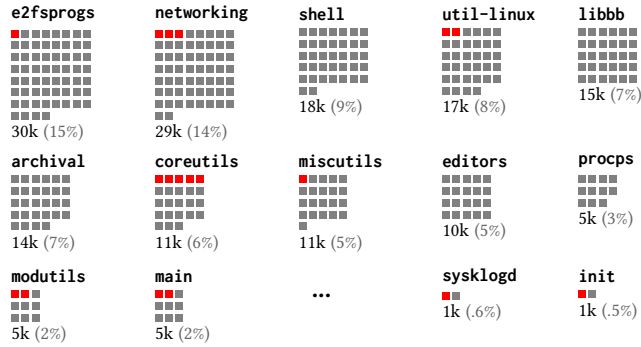 e2fsprogs networking shell util-linux libbb
30k (15%) 29k (14%) 18k (9%) 17k (8%) 15k (7%)
archival coreutils miscutils editors procps
14k (7%) 11k (6%) 11k (5%) 10k (5%) 5k (3%)
modutils main ... sysklogd init
5k (2%) 5k (2%) 1k (.6%) 1k (.5%)